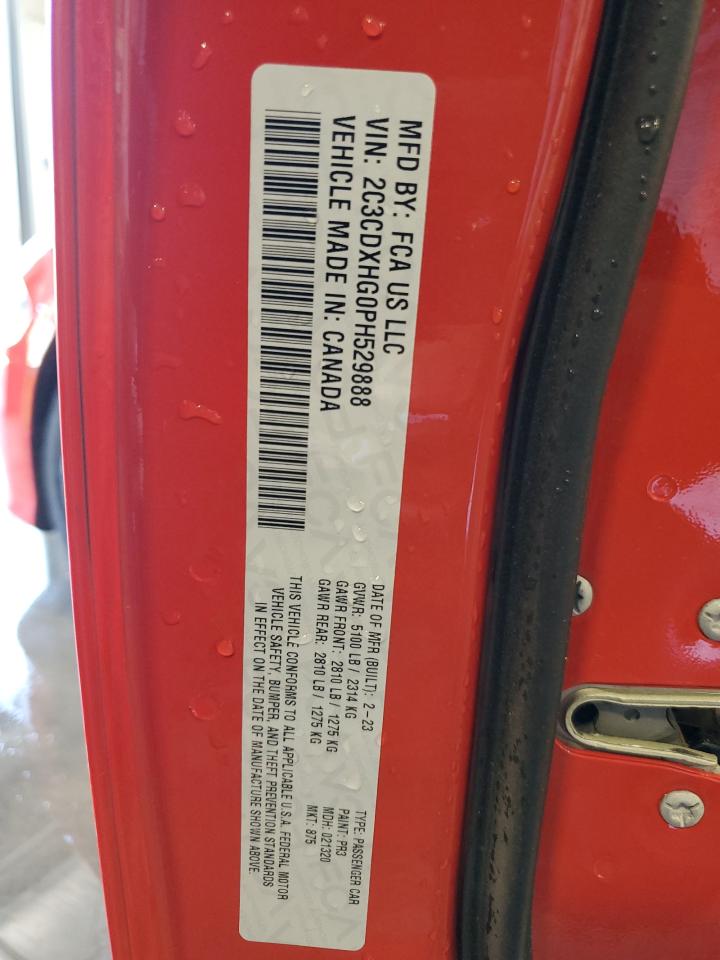 MFD BY: FCA US LLC
VIN: 2C3CDXHG0PH529888
VEHICLE MADE IN: CANADA
DATE OF MFR (BUILT): 2-23
GVWR: 5100 LB / 2314 KG
GAWR FRONT: 2810 LB / 1275 KG
GAWR REAR: 2810 LB / 1275 KG
TYPE: PASSENGER CAR
PAINT: PR3
MDH: 021320
MKT: 875
THIS VEHICLE CONFORMS TO ALL APPLICABLE U.S.A. FEDERAL MOTOR
VEHICLE SAFETY, BUMPER, AND THEFT PREVENTION STANDARDS
IN EFFECT ON THE DATE OF MANUFACTURE SHOWN ABOVE.